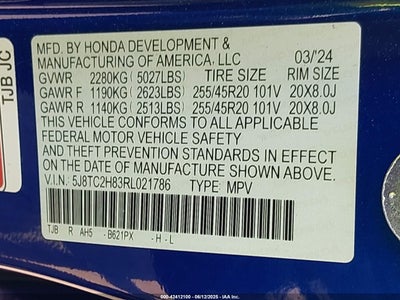 TJB JC
MFD. BY HONDA DEVELOPMENT &
MANUFACTURING OF AMERICA, LLC 03/'24
GVWR 2280KG (5027LBS) TIRE SIZE RIM SIZE
GAWR F 1190KG (2623LBS) 255/45R20 101V 20X8.0J
GAWR R 1140KG (2513LBS) 255/45R20 101V 20X8.0J
THIS VEHICLE CONFORMS TO ALL APPLICABLE
FEDERAL MOTOR VEHICLE SAFETY
AND THEFT PREVENTION STANDARDS IN EFFECT
ON THE DATE OF MANUFACTURE SHOWN ABOVE.
V.I.N.: 5J8TC2H83RL021786 TYPE: MPV
TJB R AH5 -B621PX -H-L
000-42412100 - 06/12/2025 - IAA Inc.